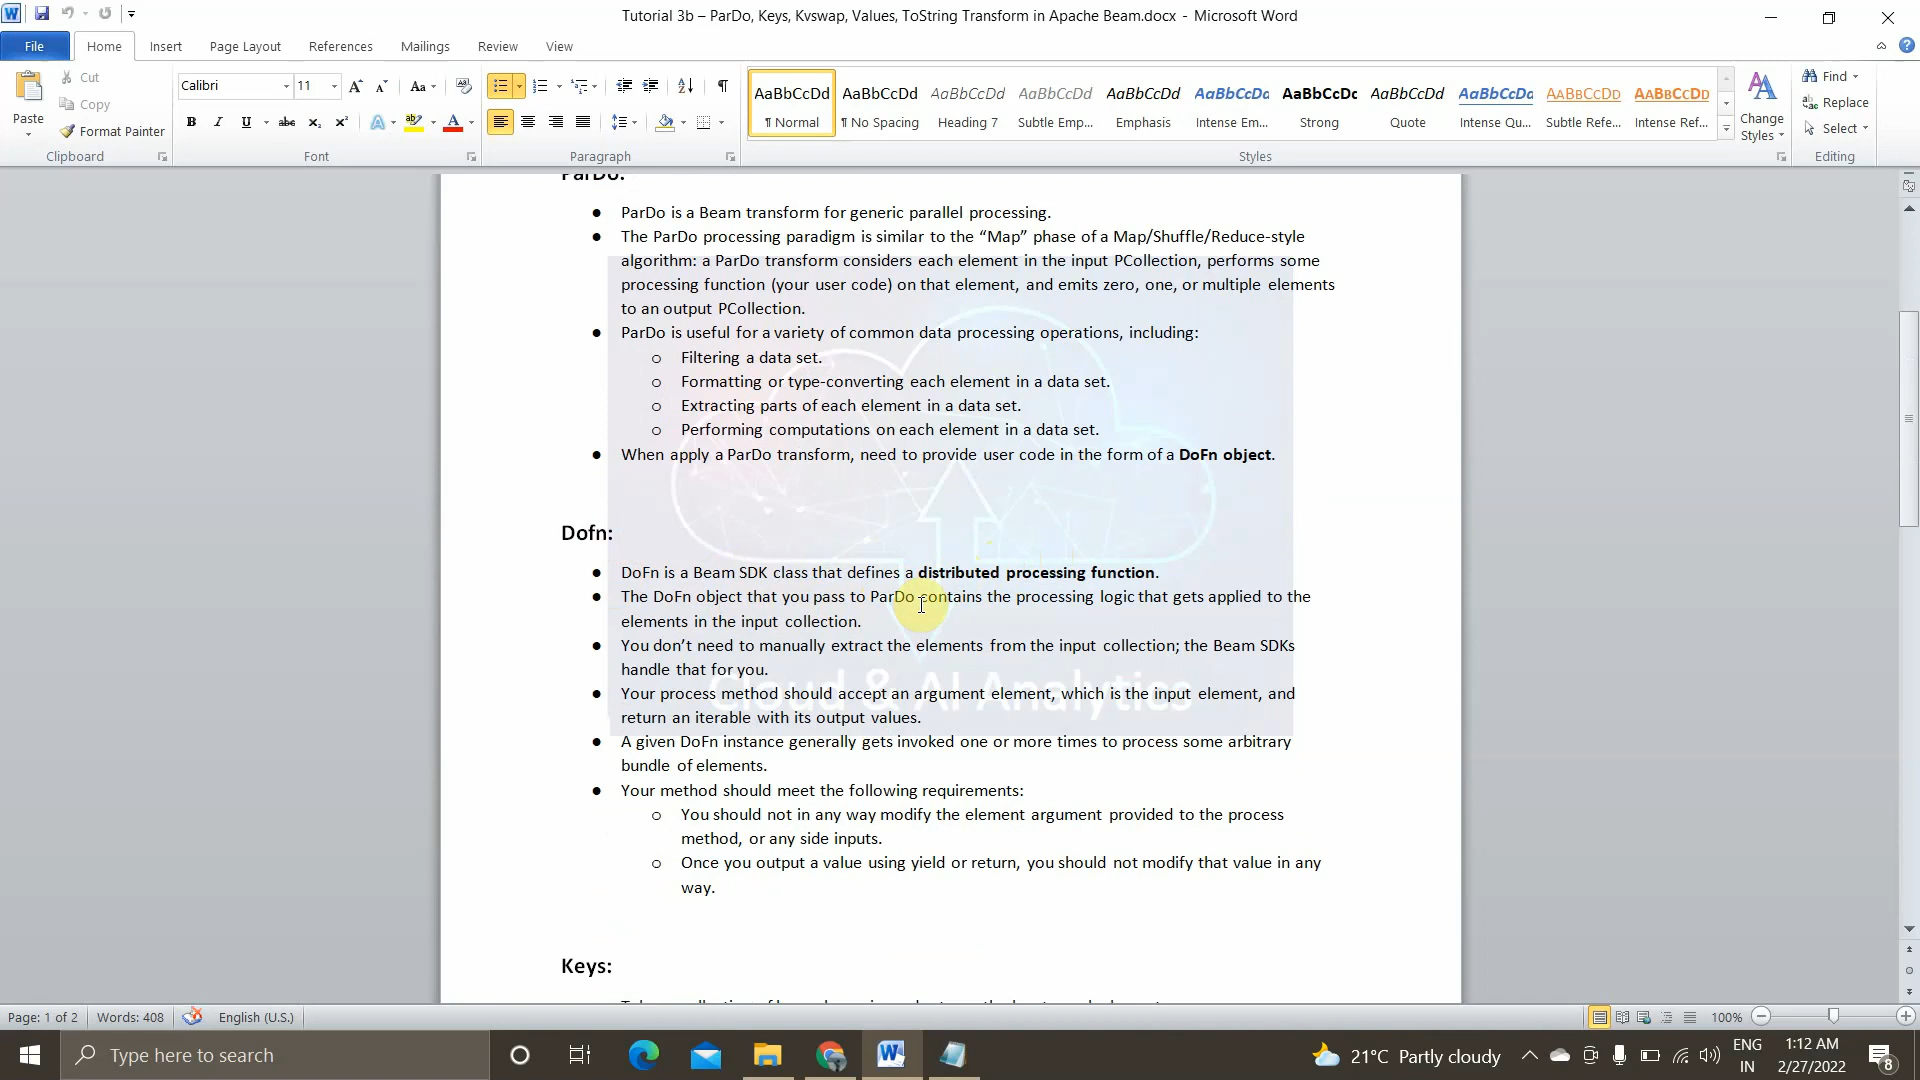 Tutorial 3b – ParDo, Keys, Kvswap, Values, ToString Transform in Apache Beam.docx - Microsoft Word
File Home Insert Page Layout References Mailings Review View
Paste
Cut
Copy
Format Painter
Clipboard
Calibri 11
Font
Paragraph
AaBbCcDd AaBbCcDd AaBbCcDd AaBbCcDd AaBbCcDd AaBbCcDd AaBbCcDc AaBbCcDd AaBbCcDd AaBbCcDd AaBbCcDd
¶ Normal ¶ No Spacing Heading 7 Subtle Emp... Emphasis Intense Em... Strong Quote Intense Qu... Subtle Refe... Intense Ref...
Styles
Change Styles
Find
Replace
Select
Editing
ParDo:
● ParDo is a Beam transform for generic parallel processing.
● The ParDo processing paradigm is similar to the “Map” phase of a Map/Shuffle/Reduce-style
algorithm: a ParDo transform considers each element in the input PCollection, performs some
processing function (your user code) on that element, and emits zero, one, or multiple elements
to an output PCollection.
● ParDo is useful for a variety of common data processing operations, including:
o Filtering a data set.
o Formatting or type-converting each element in a data set.
o Extracting parts of each element in a data set.
o Performing computations on each element in a data set.
● When apply a ParDo transform, need to provide user code in the form of a DoFn object.
Dofn:
● DoFn is a Beam SDK class that defines a distributed processing function.
● The DoFn object that you pass to ParDo contains the processing logic that gets applied to the
elements in the input collection.
● You don’t need to manually extract the elements from the input collection; the Beam SDKs
handle that for you.
Cloud & AI Analytics
● Your process method should accept an argument element, which is the input element, and
return an iterable with its output values.
● A given DoFn instance generally gets invoked one or more times to process some arbitrary
bundle of elements.
● Your method should meet the following requirements:
o You should not in any way modify the element argument provided to the process
method, or any side inputs.
o Once you output a value using yield or return, you should not modify that value in any
way.
Keys:
Page: 1 of 2 Words: 408 English (U.S.) 100%
Type here to search
21°C Partly cloudy
ENG
IN
1:12 AM
2/27/2022
8